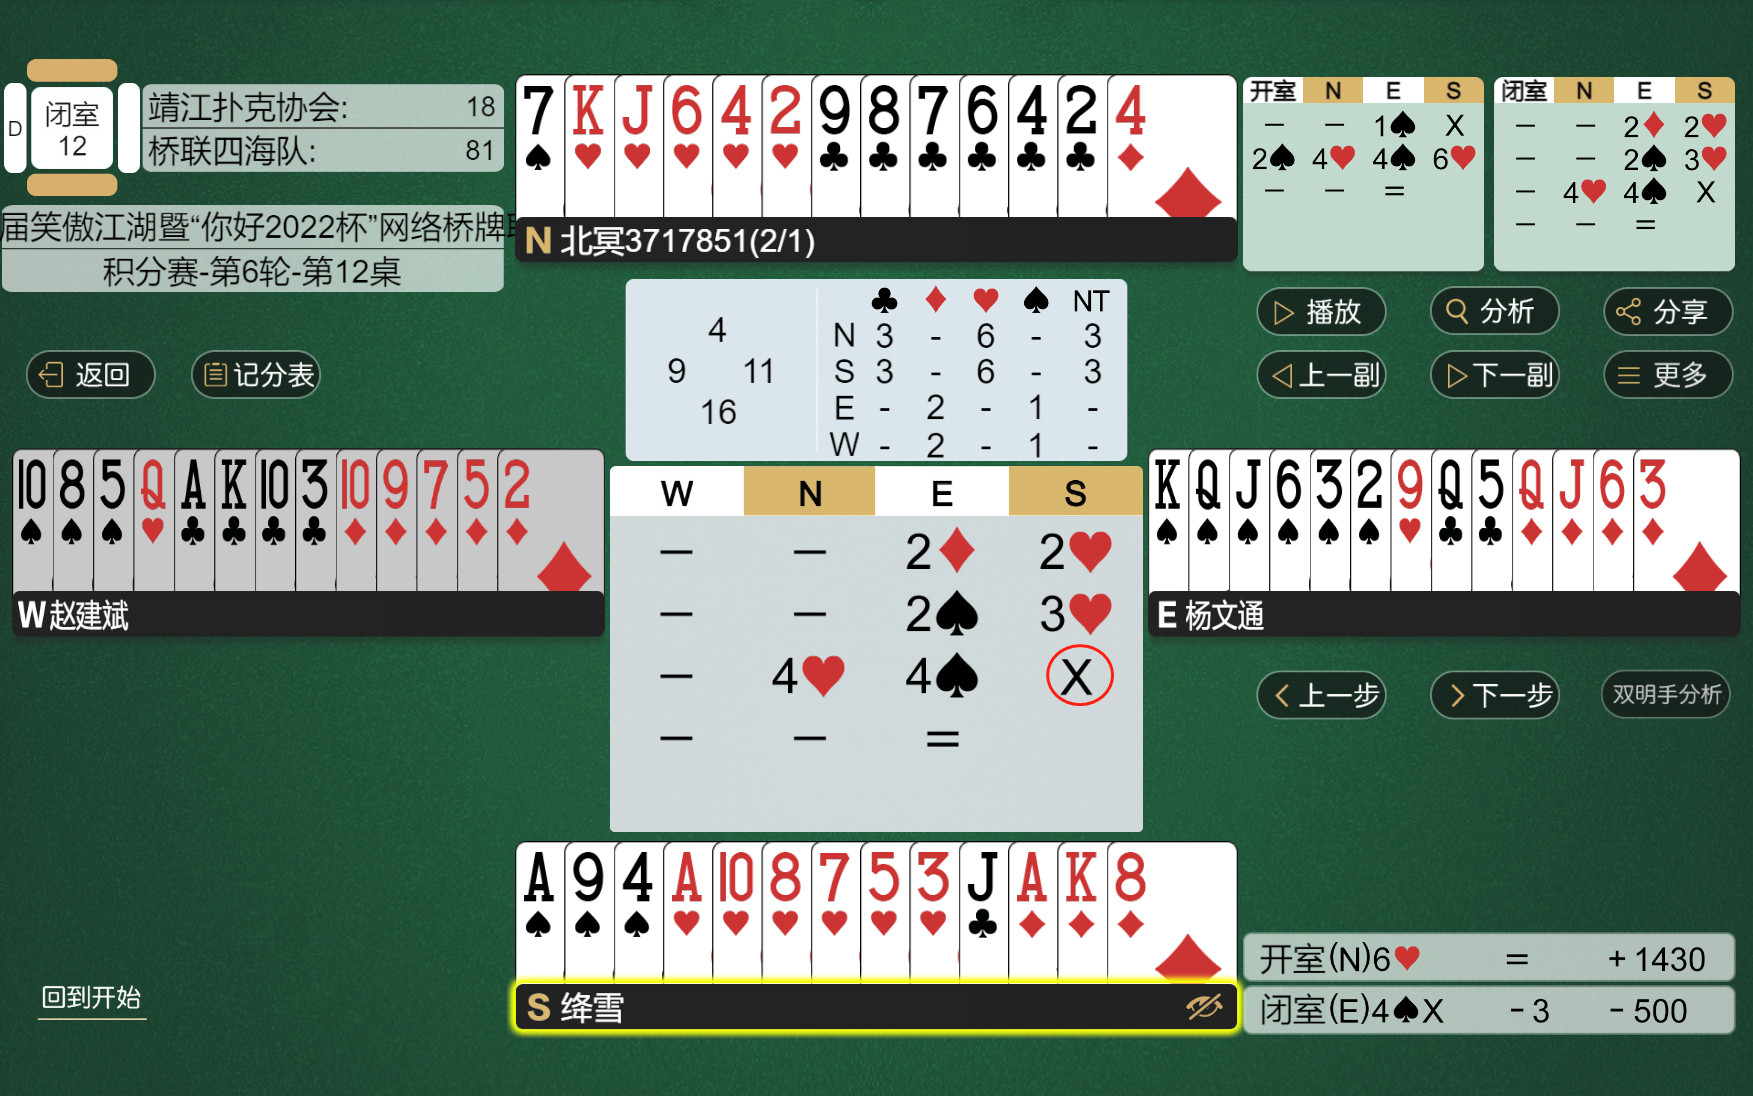 闭室
12
D
靖江扑克协会: 18
桥联四海队: 81
届笑傲江湖暨“你好2022杯”网络桥牌
积分赛-第6轮-第12桌
返回
记分表
7♠ K♥ J♥ 6♥ 4♥ 2♥ 9♣ 8♣ 7♣ 6♣ 4♣ 2♣ 4♦
N 北冥3717851(2/1)
开室 N E S
– – 1♠ X
2♠ 4♥ 4♠ 6♥
– – =
闭室 N E S
– – 2♦ 2♥
– – 2♠ 3♥
– 4♥ 4♠ X
– – =
播放
分析
分享
上一副
下一副
更多
4
9 11
16
♣ ♦ ♥ ♠ NT
N 3 - 6 - 3
S 3 - 6 - 3
E - 2 - 1 -
W - 2 - 1 -
10♠ 8♠ 5♠ Q♥ A♣ K♣ 10♣ 3♣ 10♦ 9♦ 7♦ 5♦ 2♦
W 赵建斌
W N E S
– – 2♦ 2♥
– – 2♠ 3♥
– 4♥ 4♠ X
– – =
K♠ Q♠ J♠ 6♠ 3♠ 2♠ 9♥ Q♣ 5♣ Q♦ J♦ 6♦ 3♦
E 杨文通
上一步
下一步
双明手分析
A♠ 9♠ 4♠ A♥ 10♥ 8♥ 7♥ 5♥ 3♥ J♣ A♦ K♦ 8♦
S 绛雪
回到开始
开室(N)6♥ = +1430
闭室(E)4♠X -3 -500